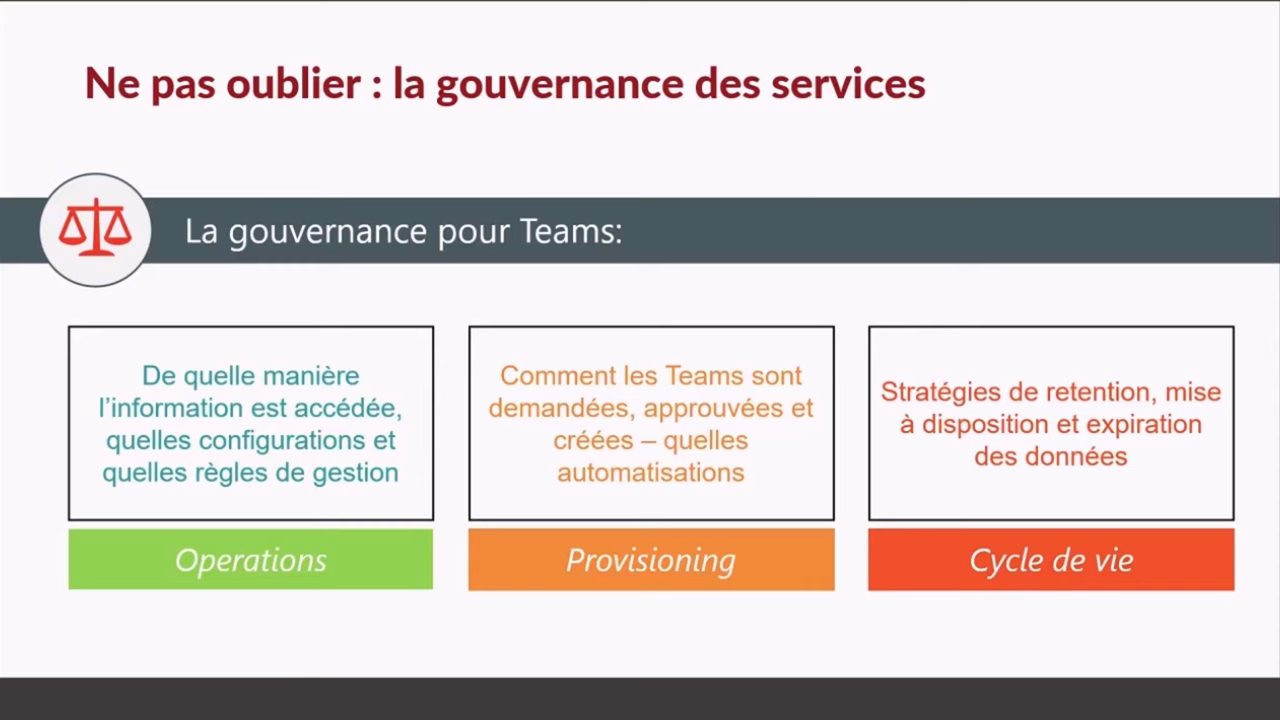 Ne pas oublier : la gouvernance des services
La gouvernance pour Teams:
De quelle manière
l'information est accédée,
quelles configurations et
quelles règles de gestion
Operations
Comment les Teams sont
demandées, approuvées et
créées – quelles
automatisations
Provisioning
Stratégies de retention, mise
à disposition et expiration
des données
Cycle de vie